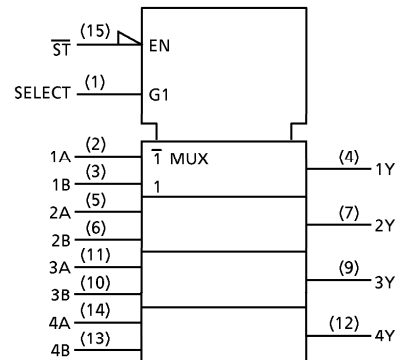 S̅T̅ (15) EN
SELECT (1) G1
1A (2) 1̅ MUX (4) 1Y
1B (3) 1
2A (5) (7) 2Y
2B (6)
3A (11) (9) 3Y
3B (10)
4A (14) (12) 4Y
4B (13)